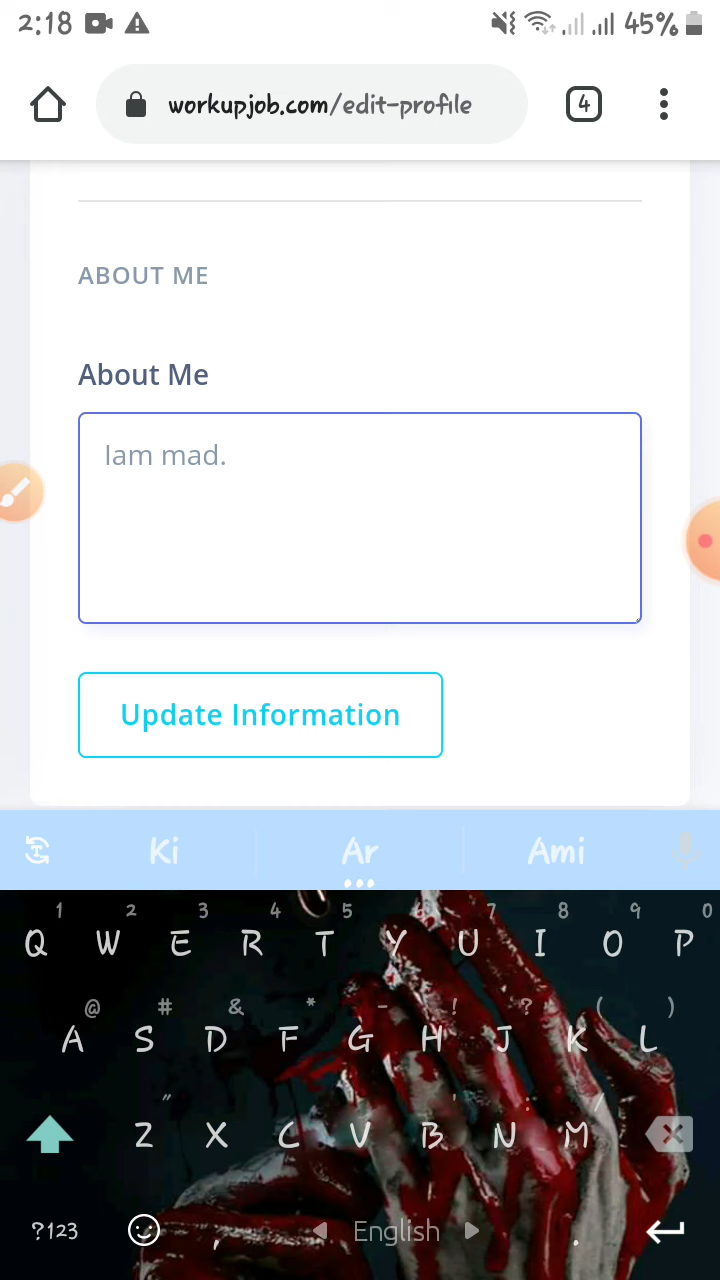 2:18 45%
workupjob.com/edit-profile 4
ABOUT ME
About Me
Iam mad.
Update Information
Ki Ar Ami
1 2 3 4 5 6 7 8 9 0
Q W E R T Y U I O P
@ # & * - ! ? ( )
A S D F G H J K L
" ' : /
Z X C V B N M
?123 , English .